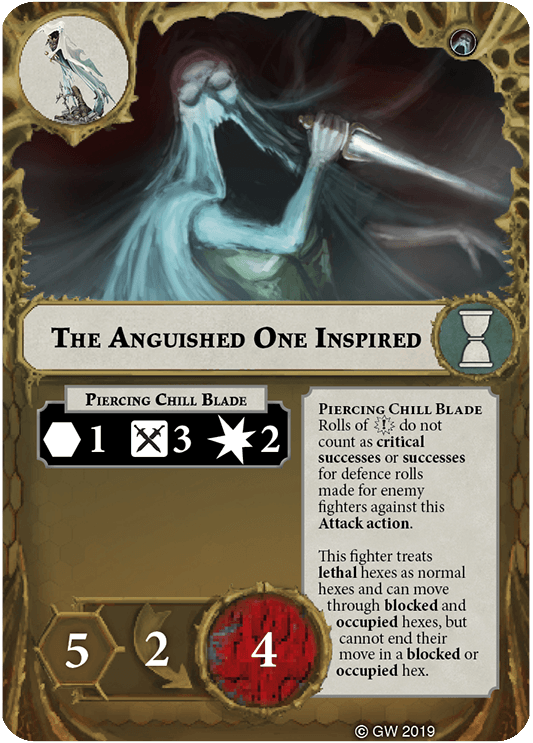 The Anguished One Inspired
Piercing Chill Blade
1 3 2
Piercing Chill Blade
Rolls of do not
count as critical
successes or successes
for defence rolls
made for enemy
fighters against this
Attack action.
This fighter treats
lethal hexes as normal
hexes and can move
through blocked and
occupied hexes, but
cannot end their
move in a blocked or
occupied hex.
5 2 4
© GW 2019